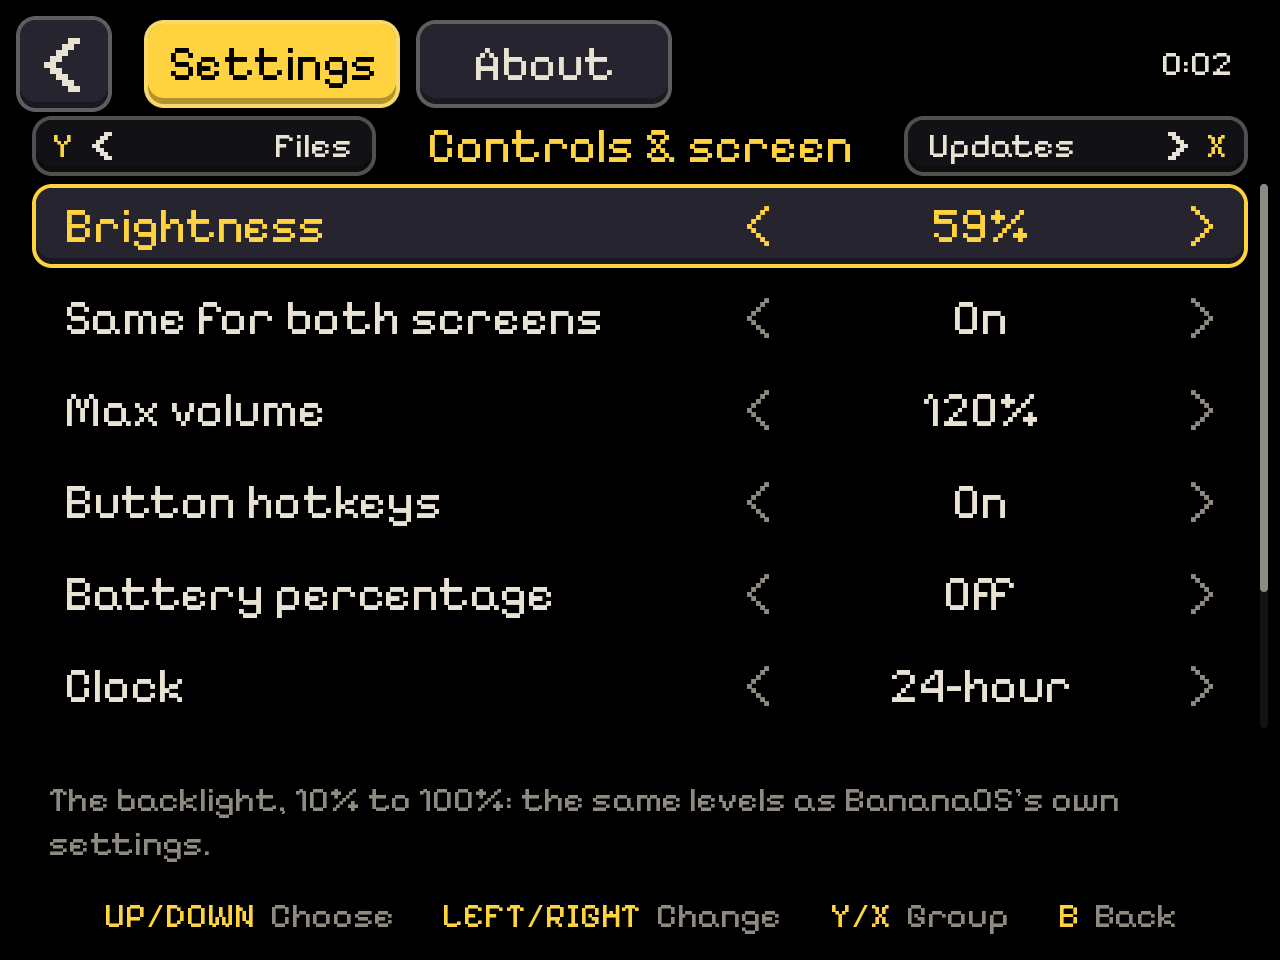 Settings About 0:02
Y Files Controls & screen Updates X
Brightness 59%
Same for both screens On
Max volume 120%
Button hotkeys On
Battery percentage Off
Clock 24-hour
The backlight, 10% to 100%: the same levels as BananaOS's own
settings.
UP/DOWN Choose LEFT/RIGHT Change Y/X Group B Back